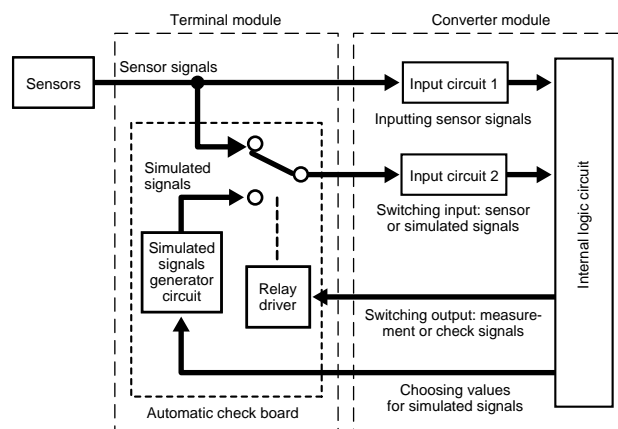 Terminal module
Converter module
Sensor signals
Sensors
Input circuit 1
Inputting sensor signals
Simulated
signals
Input circuit 2
Switching input: sensor
or simulated signals
Simulated
signals
generator
circuit
Relay
driver
Internal logic circuit
Switching output: measure-
ment or check signals
Choosing values
for simulated signals
Automatic check board